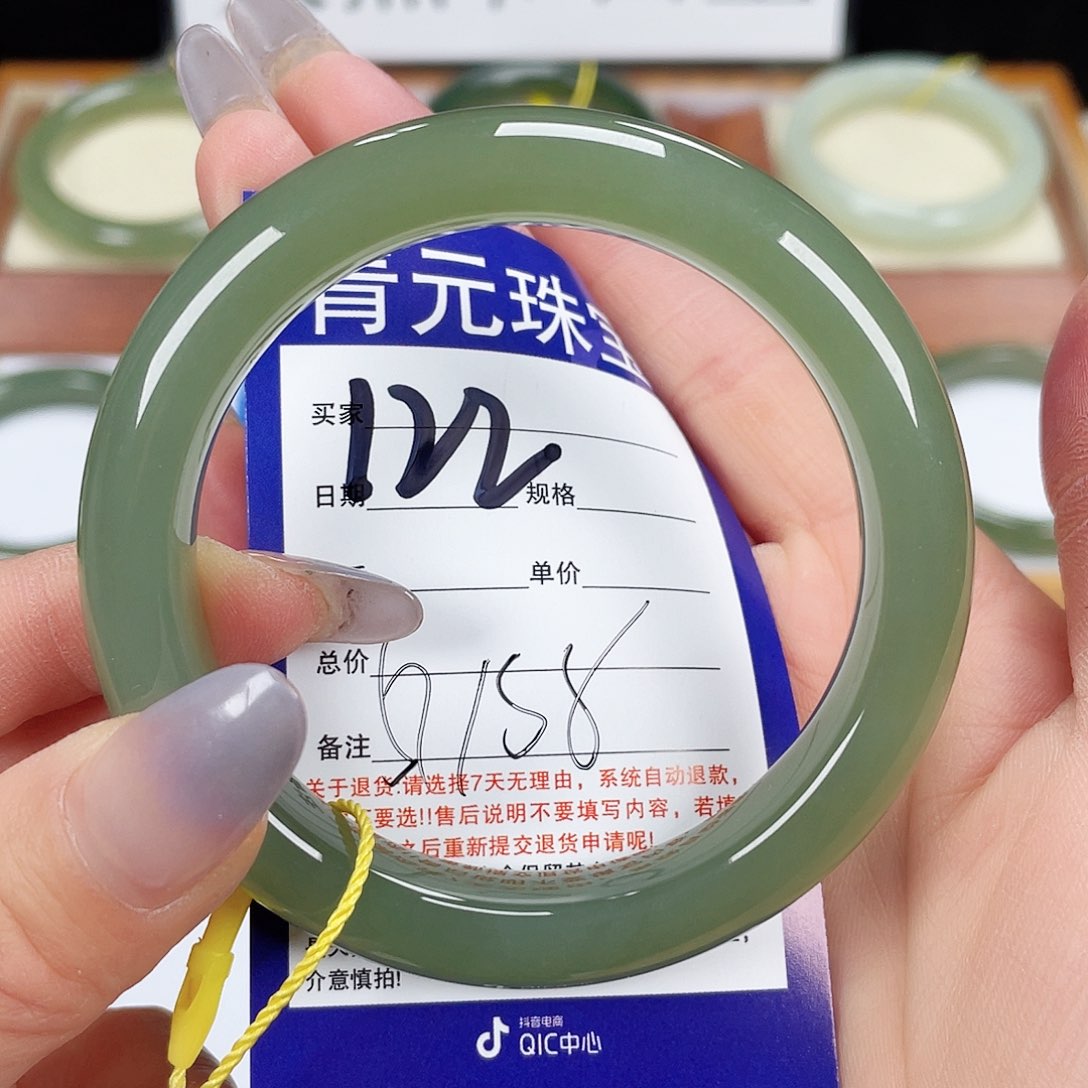 青元珠宝
买家
日期 规格
单价
总价
5158
备注
关于退货:请选择7天无理由，系统自动退款，
要选!!售后说明不要填写内容，若填
之后重新提交退货申请呢!
介意慎拍!
抖音电商
QIC中心